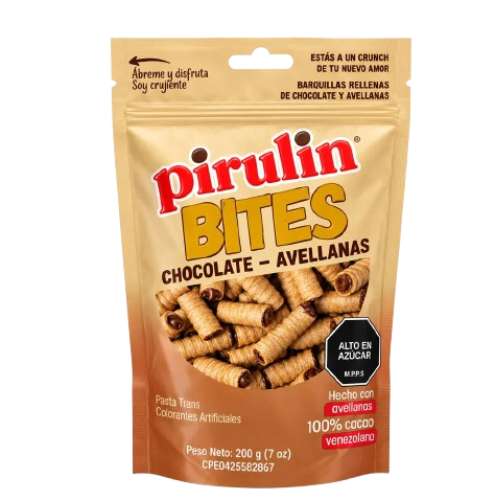 Ábreme y disfruta
Soy crujiente
ESTÁS A UN CRUNCH
DE TU NUEVO AMOR
BARQUILLAS RELLENAS
DE CHOCOLATE Y AVELLANAS
pirulin®
BITES
CHOCOLATE – AVELLANAS
ALTO EN
AZÚCAR
M.P.P.S
Hecho con
avellanas
100% cacao
venezolano
Pasta Trans
Colorantes Artificiales
Peso Neto: 200 g (7 oz)
CPE0425582867